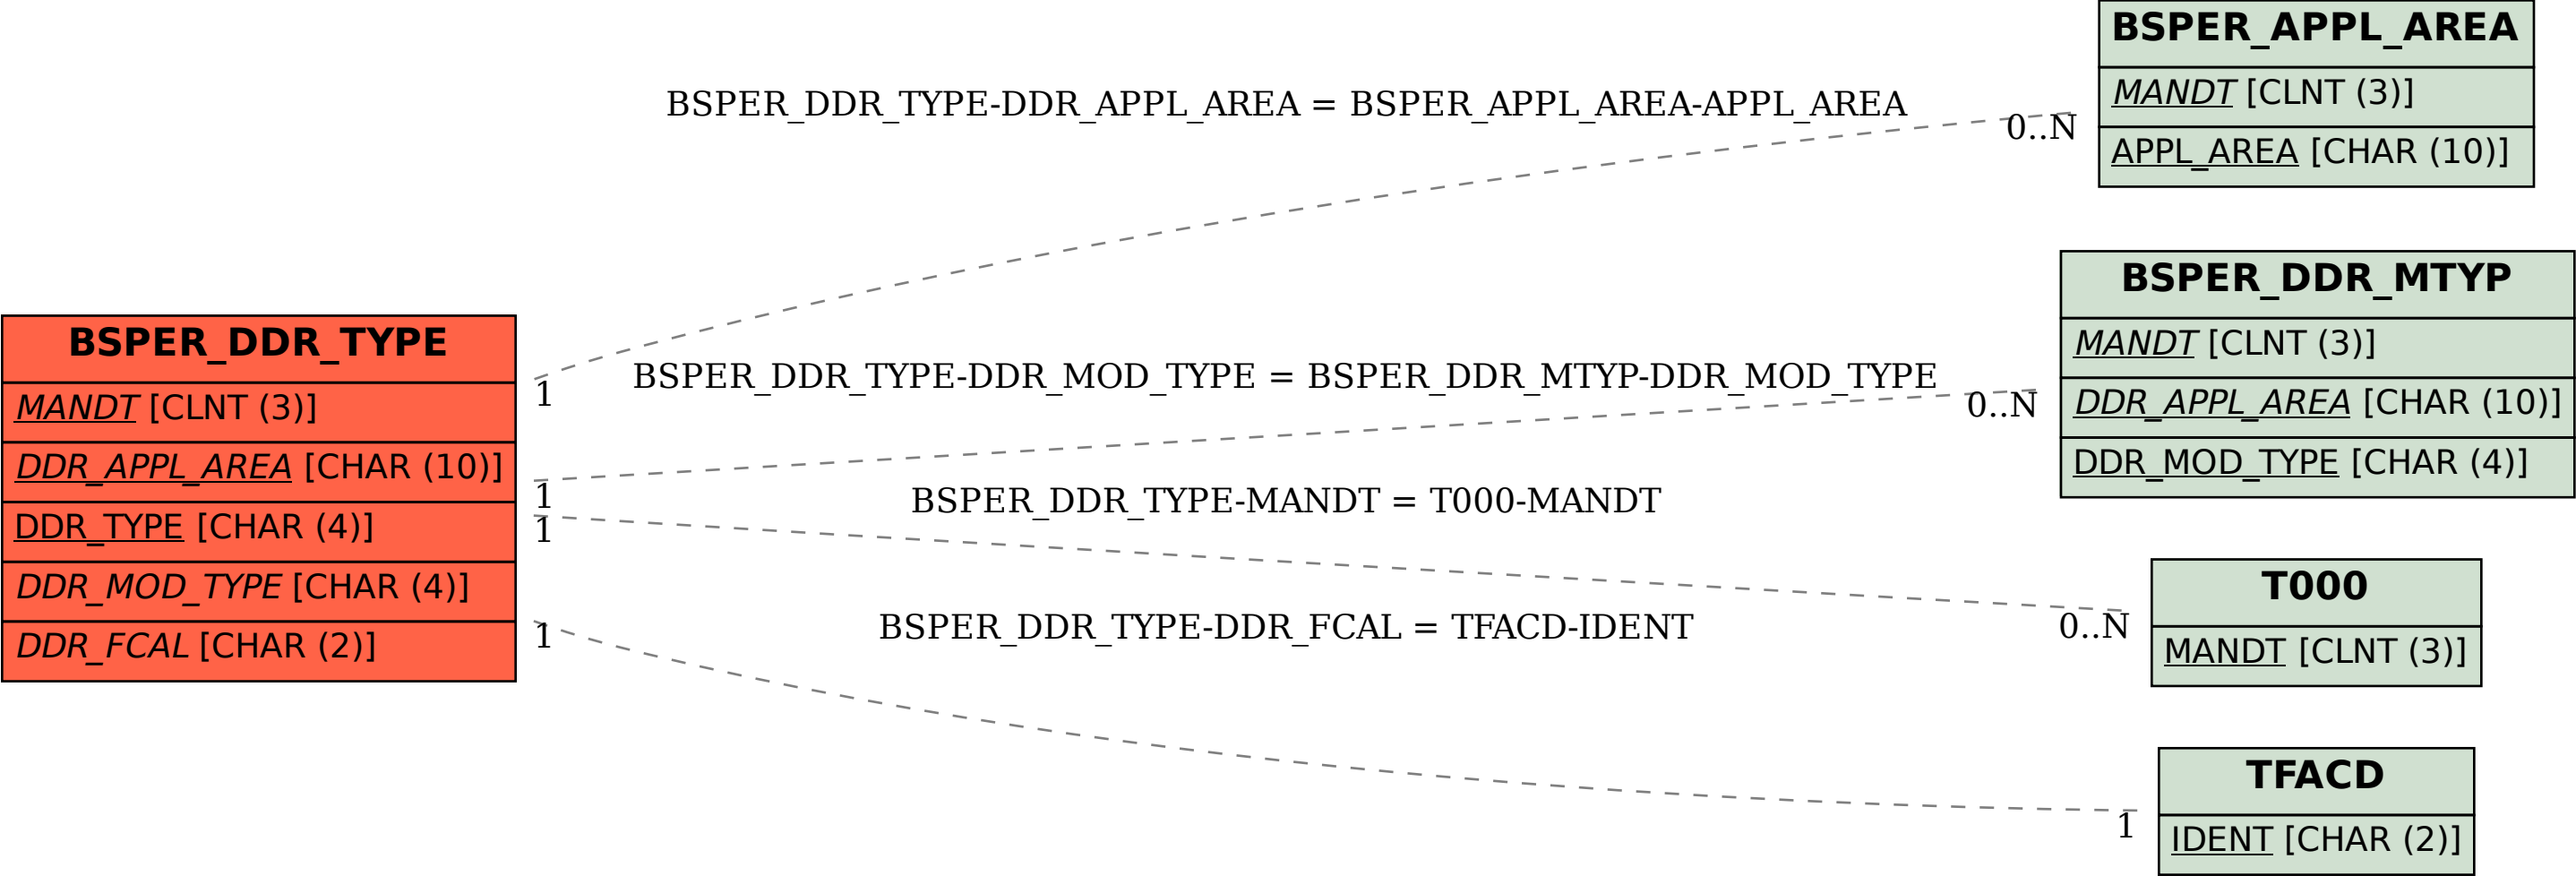 BSPER_APPL_AREA
MANDT [CLNT (3)]
APPL_AREA [CHAR (10)]
BSPER_DDR_TYPE-DDR_APPL_AREA = BSPER_APPL_AREA-APPL_AREA
0..N
1
BSPER_DDR_MTYP
MANDT [CLNT (3)]
DDR_APPL_AREA [CHAR (10)]
DDR_MOD_TYPE [CHAR (4)]
BSPER_DDR_TYPE-DDR_MOD_TYPE = BSPER_DDR_MTYP-DDR_MOD_TYPE
0..N
1
BSPER_DDR_TYPE
MANDT [CLNT (3)]
DDR_APPL_AREA [CHAR (10)]
DDR_TYPE [CHAR (4)]
DDR_MOD_TYPE [CHAR (4)]
DDR_FCAL [CHAR (2)]
BSPER_DDR_TYPE-MANDT = T000-MANDT
1
0..N
T000
MANDT [CLNT (3)]
BSPER_DDR_TYPE-DDR_FCAL = TFACD-IDENT
1
1
TFACD
IDENT [CHAR (2)]